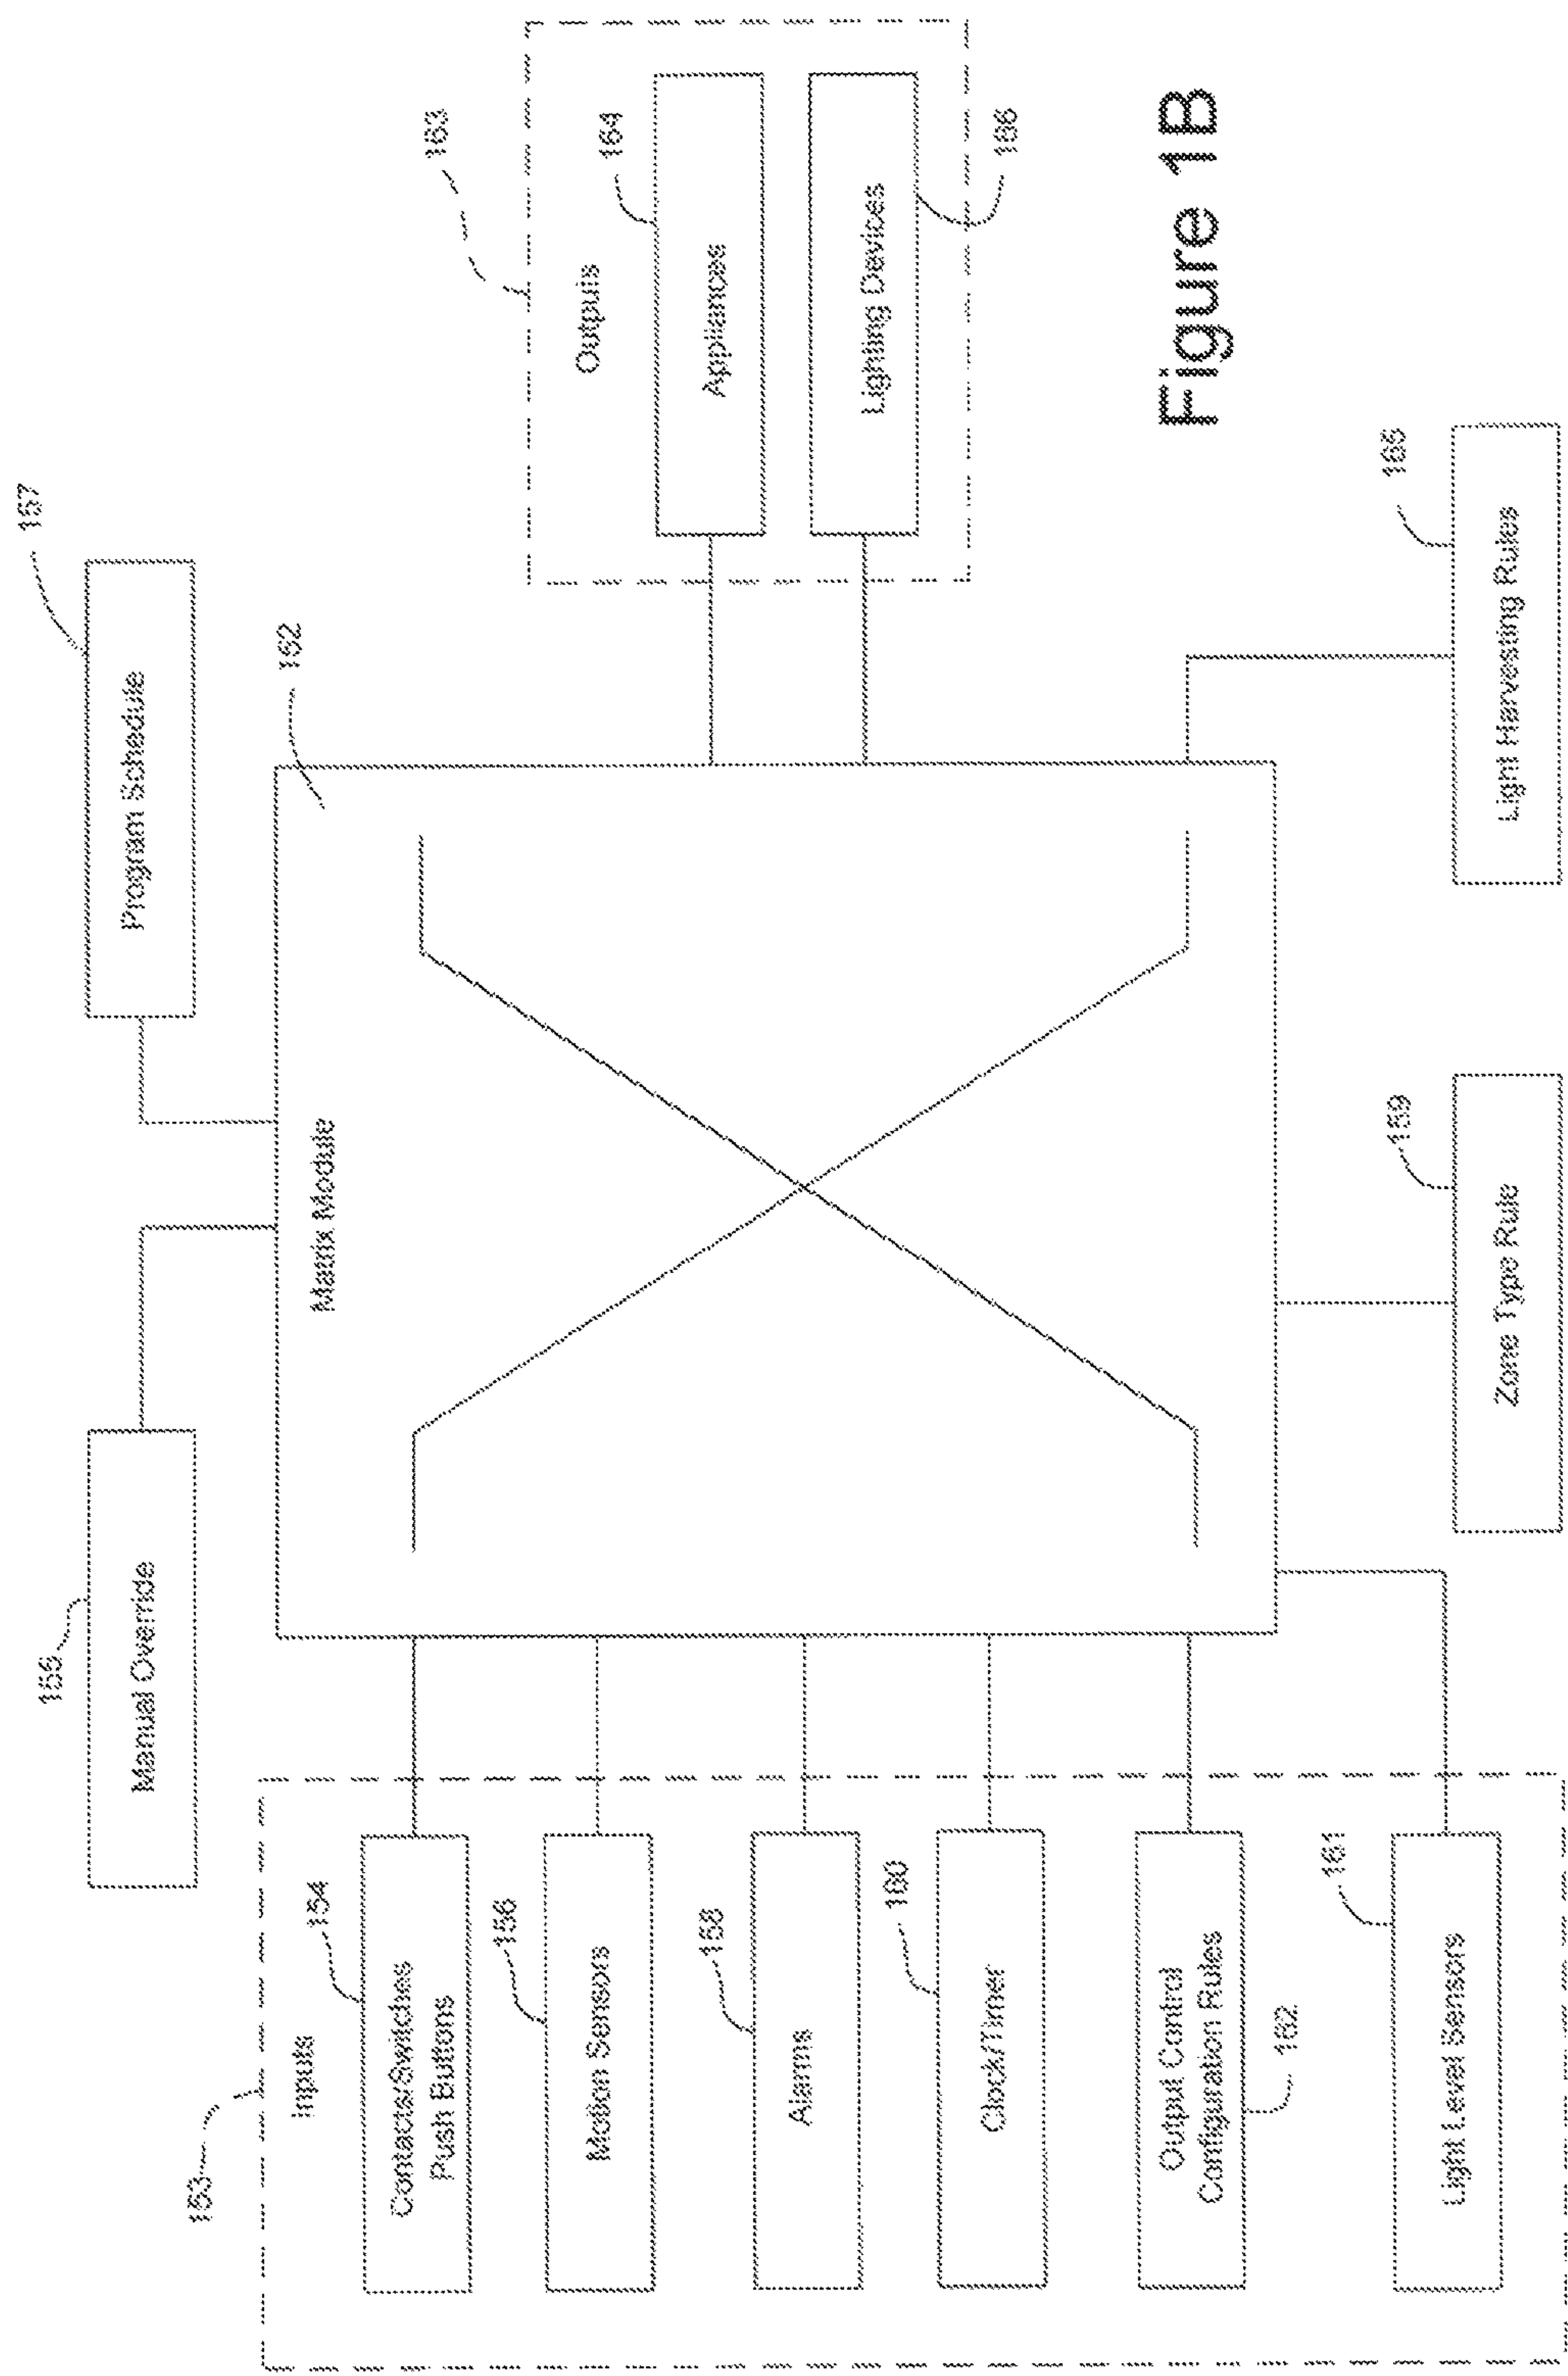 157
155
Program Schedule
Manual Override
153
152
Inputs
Matrix Module
154
Contacts/Switches
Push Buttons
163
156
Motion Sensors
Outputs
164
Appliances
158
Alarms
Lighting Devices
160
Clock/Timer
166
Output Control
Configuration Rules
162
Figure 1B
161
159
165
Light Level Sensors
Zone Type Rule
Light Harvesting Rules